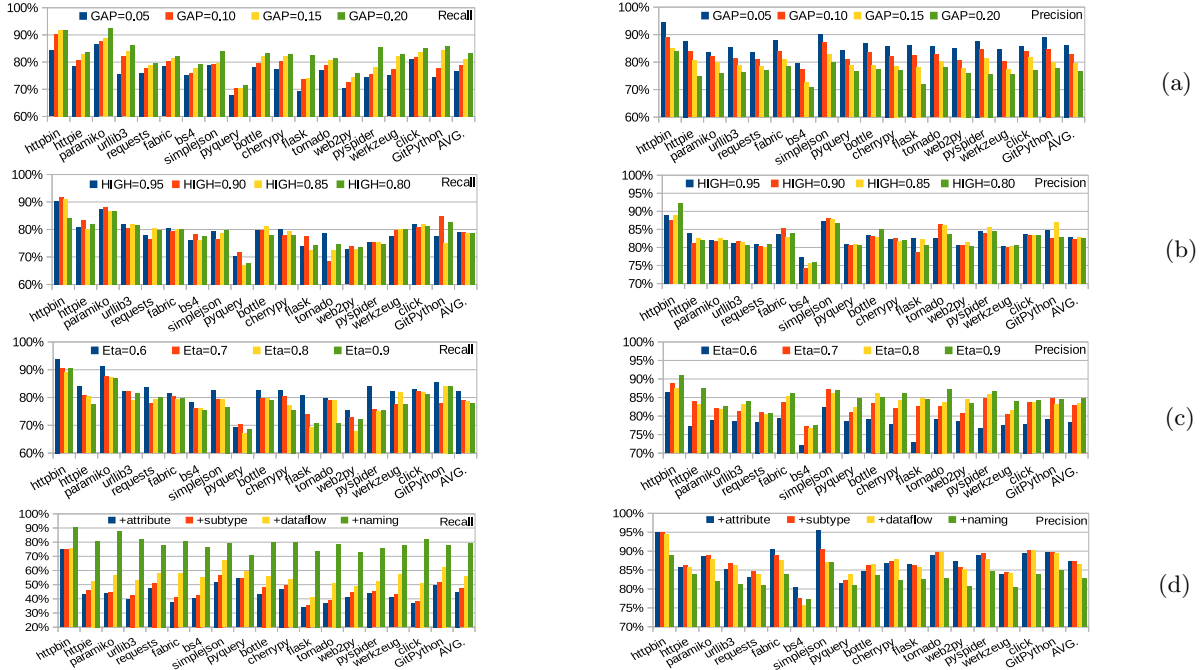 GAP=0.05 GAP=0.10 GAP=0.15 GAP=0.20 Recall
100%
90%
80%
70%
60%
httpbin httpie paramiko urllib3 requests fabric bs4 simplejson pyquery bottle cherrypy flask tornado web2py pyspider werkzeug click GitPython AVG.
GAP=0.05 GAP=0.10 GAP=0.15 GAP=0.20 Precision
100%
95%
90%
85%
80%
75%
70%
65%
60%
httpbin httpie paramiko urllib3 requests fabric bs4 simplejson pyquery bottle cherrypy flask tornado web2py pyspider werkzeug click GitPython AVG.
(a)
HIGH=0.95 HIGH=0.90 HIGH=0.85 HIGH=0.80 Recall
100%
90%
80%
70%
60%
httpbin httpie paramiko urllib3 requests fabric bs4 simplejson pyquery bottle cherrypy flask tornado web2py pyspider werkzeug click GitPython AVG.
HIGH=0.95 HIGH=0.90 HIGH=0.85 HIGH=0.80 Precision
100%
95%
90%
85%
80%
75%
70%
httpbin httpie paramiko urllib3 requests fabric bs4 simplejson pyquery bottle cherrypy flask tornado web2py pyspider werkzeug click GitPython AVG.
(b)
Eta=0.6 Eta=0.7 Eta=0.8 Eta=0.9 Recall
100%
90%
80%
70%
60%
httpbin httpie paramiko urllib3 requests fabric bs4 simplejson pyquery bottle cherrypy flask tornado web2py pyspider werkzeug click GitPython AVG.
Eta=0.6 Eta=0.7 Eta=0.8 Eta=0.9 Precision
100%
95%
90%
85%
80%
75%
70%
httpbin httpie paramiko urllib3 requests fabric bs4 simplejson pyquery bottle cherrypy flask tornado web2py pyspider werkzeug click GitPython AVG.
(c)
+attribute +subtype +dataflow +naming Recall
100%
90%
80%
70%
60%
50%
40%
30%
20%
httpbin httpie paramiko urllib3 requests fabric bs4 simplejson pyquery bottle cherrypy flask tornado web2py pyspider werkzeug click GitPython AVG.
+attribute +subtype +dataflow +naming Precision
100%
95%
90%
85%
80%
75%
70%
httpbin httpie paramiko urllib3 requests fabric bs4 simplejson pyquery bottle cherrypy flask tornado web2py pyspider werkzeug click GitPython AVG.
(d)